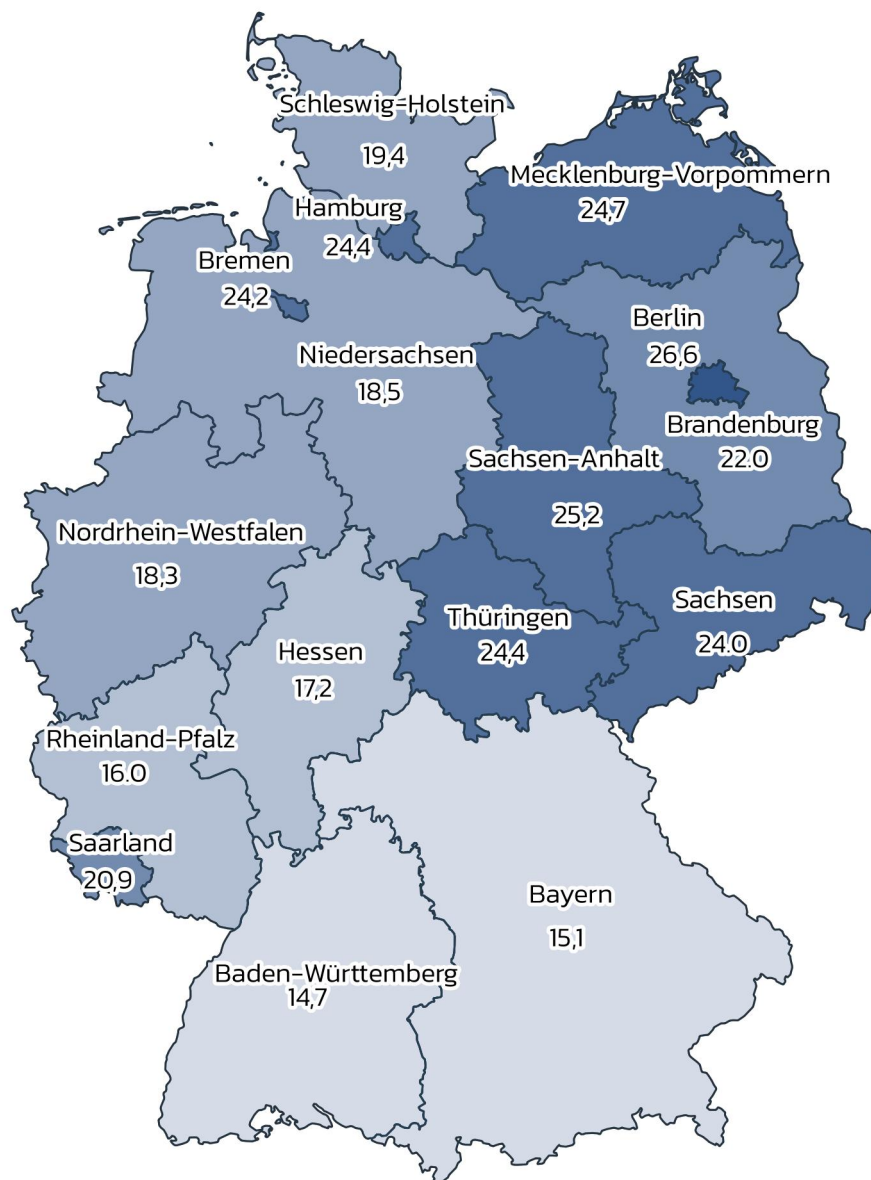 Schleswig-Holstein
19,4
Mecklenburg-Vorpommern
24,7
Hamburg
24,4
Bremen
24,2
Berlin
26,6
Niedersachsen
18,5
Brandenburg
22.0
Sachsen-Anhalt
25,2
Nordrhein-Westfalen
18,3
Sachsen
24.0
Thüringen
24,4
Hessen
17,2
Rheinland-Pfalz
16.0
Saarland
20,9
Bayern
15,1
Baden-Württemberg
14,7